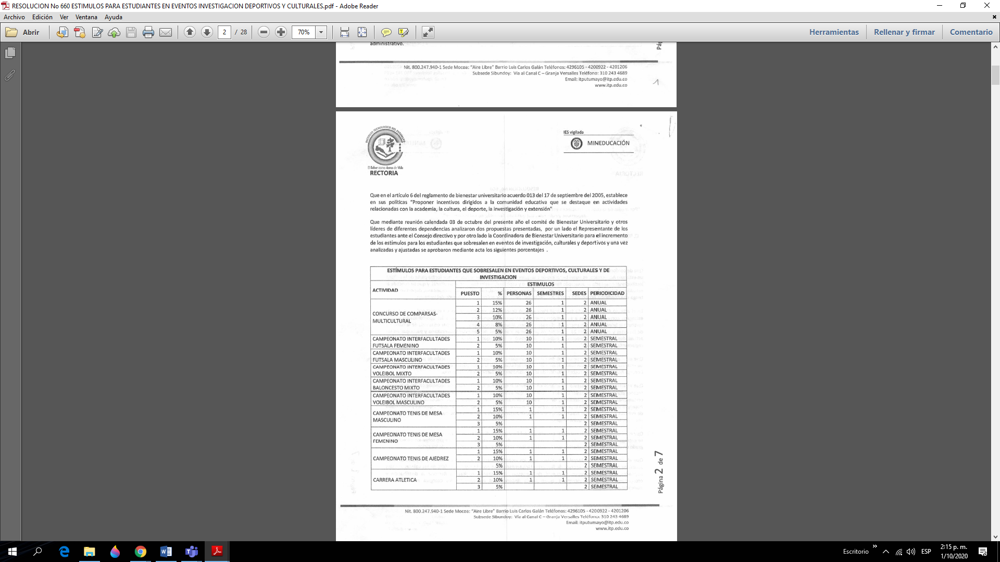 RESOLUCION No 660 ESTIMULOS PARA ESTUDIANTES EN EVENTOS INVESTIGACION DEPORTIVOS Y CULTURALES.pdf - Adobe Reader
Archivo Edición Ver Ventana Ayuda
Abrir 2 / 28 70% Herramientas Rellenar y firmar Comentario
administrativo.
Nit. 800.247.940-1 Sede Mocoa: "Aire Libre" Barrio Luis Carlos Galán Teléfonos: 4296105 - 4200922 - 4201206
Subsede Sibundoy: Vía al Canal C – Granja Versalles Teléfono: 310 243 4689
Email: itputumayo@itp.edu.co
www.itp.edu.co
1
INSTITUTO TECNOLOGICO DEL PUTUMAYO
El Saber como Arma de Vida
RECTORIA
IES vigilada
MINEDUCACIÓN
Que en el artículo 6 del reglamento de bienestar universitario acuerdo 013 del 17 de septiembre del 2005, establece
en sus políticas "Proponer incentivos dirigidos a la comunidad educativa que se destaque en actividades
relacionadas con la academia, la cultura, el deporte, la investigación y extensión"
Que mediante reunión calendada 03 de octubre del presente año el comité de Bienestar Universitario y otros
líderes de diferentes dependencias analizaron dos propuestas presentadas, por un lado el Representante de los
estudiantes ante el Consejo directivo y por otro lado la Coordinadora de Bienestar Universitario para el incremento
de los estímulos para los estudiantes que sobresalen en eventos de investigación, culturales y deportivos y una vez
analizadas y ajustadas se aprobaron mediante acta los siguientes porcentajes .
ESTÍMULOS PARA ESTUDIANTES QUE SOBRESALEN EN EVENTOS DEPORTIVOS, CULTURALES Y DE
INVESTIGACION
ACTIVIDAD ESTIMULOS
PUESTO % PERSONAS SEMESTRES SEDES PERIODICIDAD
CONCURSO DE COMPARSAS-
MULTICULTURAL
1 15% 26 1 2 ANUAL
2 12% 26 1 2 ANUAL
3 10% 26 1 2 ANUAL
4 8% 26 1 2 ANUAL
5 5% 26 1 2 ANUAL
CAMPEONATO INTERFACULTADES 1 10% 10 1 2 SEMESTRAL
FUTSALA FEMENINO 2 5% 10 1 2 SEMESTRAL
CAMPEONATO INTERFACULTADES 1 10% 10 1 2 SEMESTRAL
FUTSALA MASCULINO 2 5% 10 1 2 SEMESTRAL
CAMPEONATO INTERFACULTADES 1 10% 10 1 2 SEMESTRAL
VOLEIBOL MIXTO 2 5% 10 1 2 SEMESTRAL
CAMPEONATO INTERFACULTADES 1 10% 10 1 2 SEMESTRAL
BALONCESTO MIXTO 2 5% 10 1 2 SEMESTRAL
CAMPEONATO INTERFACULTADES 1 10% 10 1 2 SEMESTRAL
VOLEIBOL MASCULINO 2 5% 10 1 2 SEMESTRAL
CAMPEONATO TENIS DE MESA
MASCULINO
1 15% 1 1 2 SEMESTRAL
2 10% 1 1 2 SEMESTRAL
3 5% 2 SEMESTRAL
CAMPEONATO TENIS DE MESA
FEMENINO
1 15% 1 1 2 SEMESTRAL
2 10% 1 1 2 SEMESTRAL
3 5% 2 SEMESTRAL
CAMPEONATO TENIS DE AJEDREZ
1 15% 1 1 2 SEMESTRAL
2 10% 1 1 2 SEMESTRAL
5% 2 SEMESTRAL
CARRERA ATLETICA
1 15% 1 1 2 SEMESTRAL
2 10% 1 1 2 SEMESTRAL
3 5% 2 SEMESTRAL
Página 2 de 7
Nit. 800.247.940-1 Sede Mocoa: "Aire Libre" Barrio Luis Carlos Galán Teléfonos: 4296105 - 4200922 - 4201206
Subsede Sibundoy: Vía al Canal C – Granja Versalles Teléfono: 310 243 4689
Email: itputumayo@itp.edu.co
www.itp.edu.co
Escritorio ESP 2:15 p. m.
1/10/2020